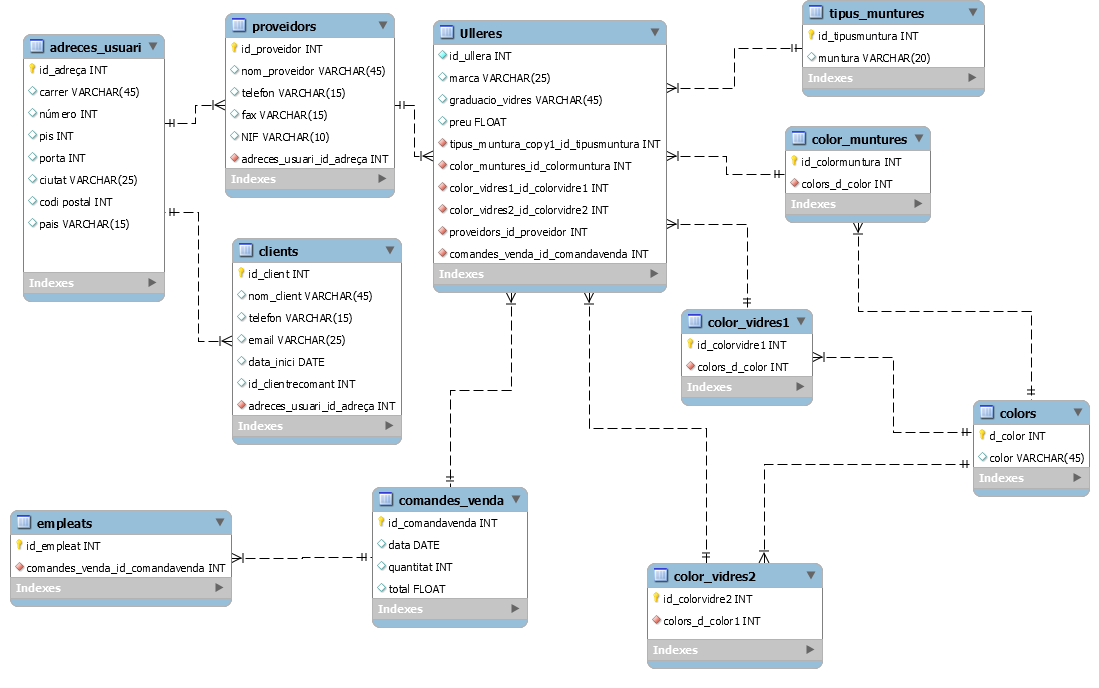 adreces_usuari
id_adreça INT
carrer VARCHAR(45)
número INT
pis INT
porta INT
ciutat VARCHAR(25)
codi postal INT
pais VARCHAR(15)
Indexes
proveidors
id_proveidor INT
nom_proveidor VARCHAR(45)
telefon VARCHAR(15)
fax VARCHAR(15)
NIF VARCHAR(10)
adreces_usuari_id_adreça INT
Indexes
Ulleres
id_ullera INT
marca VARCHAR(25)
graduacio_vidres VARCHAR(45)
preu FLOAT
tipus_muntura_copy1_id_tipusmuntura INT
color_muntures_id_colormuntura INT
color_vidres1_id_colorvidre1 INT
color_vidres2_id_colorvidre2 INT
proveidors_id_proveidor INT
comandes_venda_id_comandavenda INT
Indexes
tipus_muntures
id_tipusmuntura INT
muntura VARCHAR(20)
Indexes
color_muntures
id_colormuntura INT
colors_d_color INT
Indexes
clients
id_client INT
nom_client VARCHAR(45)
telefon VARCHAR(15)
email VARCHAR(25)
data_inici DATE
id_clientrecomant INT
adreces_usuari_id_adreça INT
Indexes
color_vidres1
id_colorvidre1 INT
colors_d_color INT
Indexes
colors
d_color INT
color VARCHAR(45)
Indexes
empleats
id_empleat INT
comandes_venda_id_comandavenda INT
Indexes
comandes_venda
id_comandavenda INT
data DATE
quantitat INT
total FLOAT
Indexes
color_vidres2
id_colorvidre2 INT
colors_d_color1 INT
Indexes